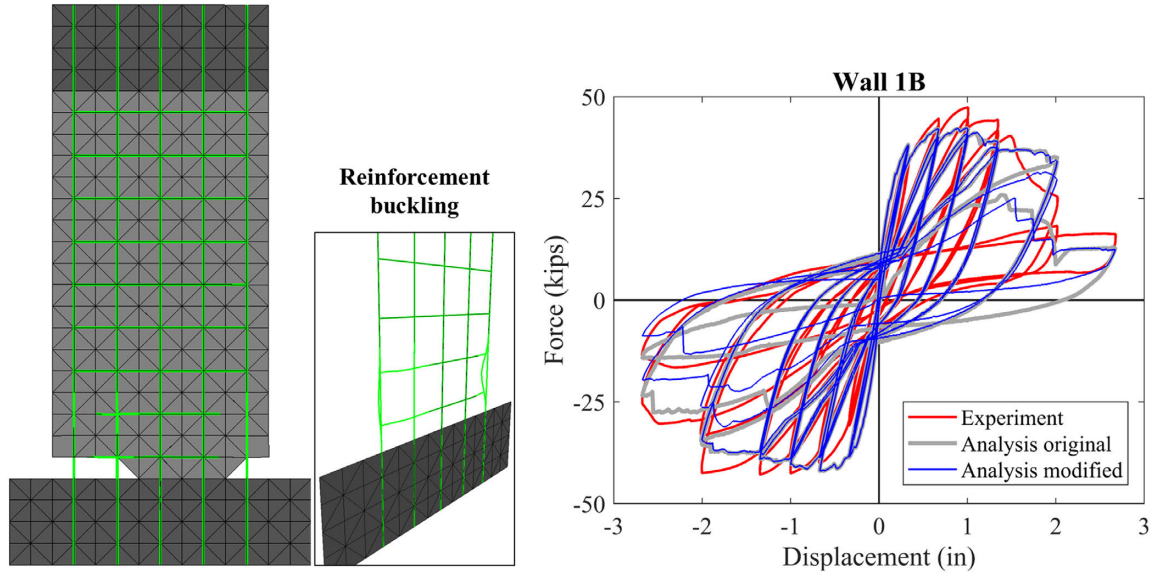 Reinforcement
buckling
Wall 1B
50
25
0
-25
-50
Force (kips)
-3
-2
-1
0
1
2
3
Displacement (in)
Experiment
Analysis original
Analysis modified